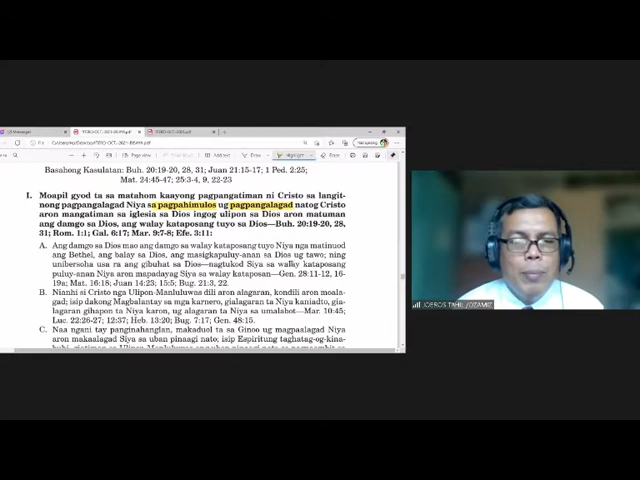 Basahong Kasulatan: Buh. 20:19-20, 28, 31; Juan 21:15-17; 1 Ped. 2:25;
Mat. 24:45-47; 25:3-4, 9, 22-23
I. Moapil gyod ta sa matahom kaayong pagpangatiman ni Cristo sa langit-
nong pagpangalagad Niya sa pagpahimulos ug pagpangalagad natog Cristo
aron mangatiman sa iglesia sa Dios ingog ulipon sa Dios aron matuman
ang damgo sa Dios, ang walay kataposang tuyo sa Dios—Buh. 20:19-20, 28,
31; Rom. 1:1; Gal. 6:17; Mar. 9:7-8; Efe. 3:11:
A. Ang damgo sa Dios mao ang damgo sa walay kataposang tuyo Niya nga matinuod
ang Bethel, ang balay sa Dios, ang masigkapuluy-anan sa Dios ug tawo; ning
unibersoha usa ra ang gibuhat sa Dios—nagtukod Siya sa walay kataposang
puluy-anan Niya aron mapadayag Siya sa walay kataposan—Gen. 28:11-12, 16-
19a; Mat. 16:18; Juan 14:23; 15:5; Bug. 21:3, 22.
B. Nianhi si Cristo nga Ulipon-Manluluwas dili aron alagaran, kondili aron moala-
gad; isip dakong Magbalantay sa mga karnero, gialagaran ta Niya kaniadto, gia-
lagaran gihapon ta Niya karon, ug alagaran ta Niya sa umalabot—Mar. 10:45;
Luc. 22:26-27; 12:37; Heb. 13:20; Bug. 7:17; Gen. 48:15.
C. Naa ngani tay panginahanglan, makaduol ta sa Ginoo ug magpaalagad Niya
aron makaalagad Siya sa uban pinaagi nato; isip Espiritung taghatag-og-kina-
JOEROS TAHIL /OZAMIZ